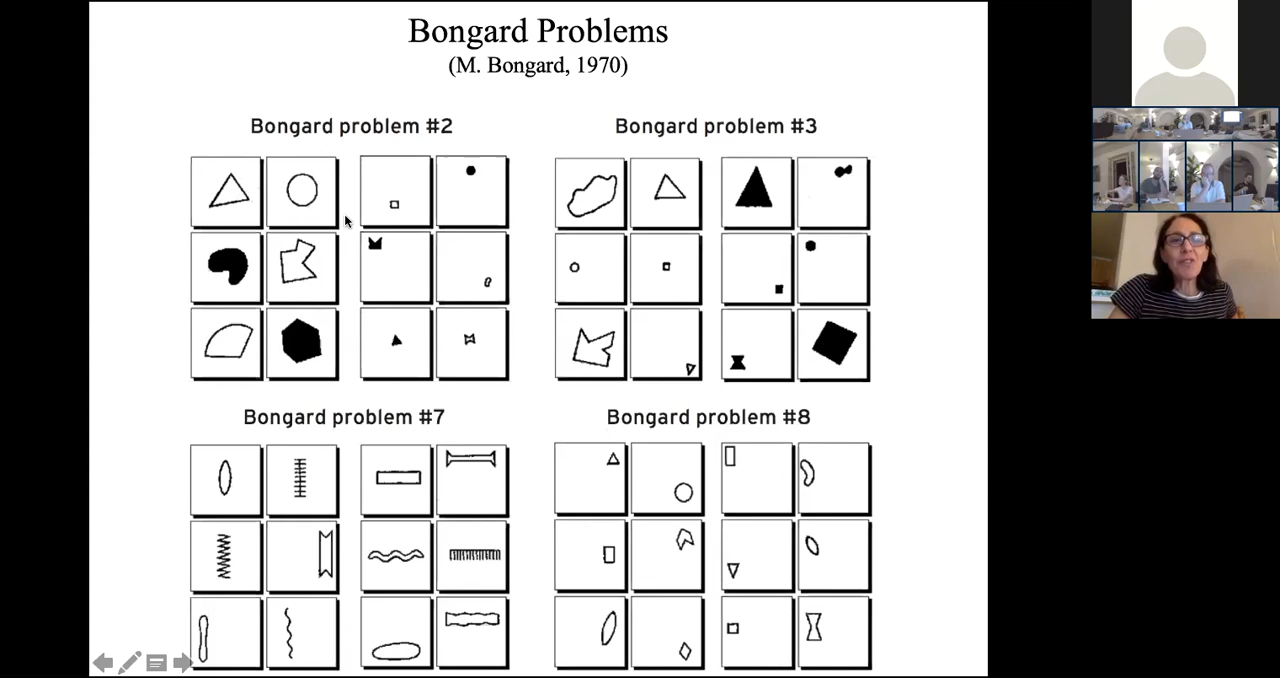 Bongard Problems
(M. Bongard, 1970)
Bongard problem #2
Bongard problem #3
Bongard problem #7
Bongard problem #8